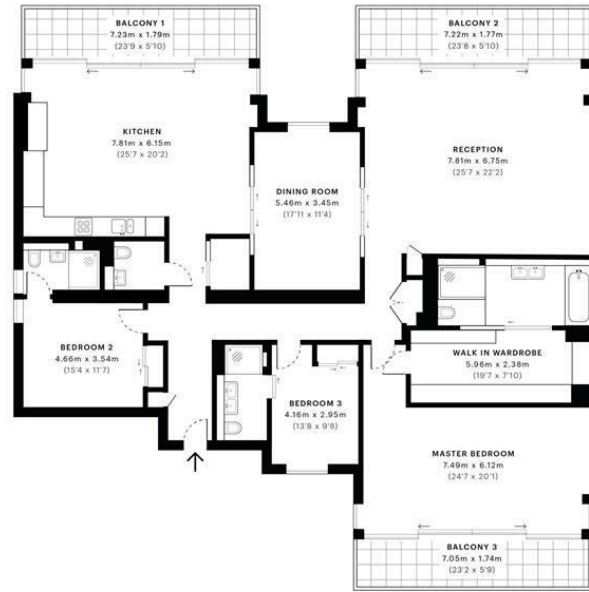 BALCONY 1
7.23m x 1.79m
(23'9 x 5'10)
BALCONY 2
7.22m x 1.77m
(23'8 x 5'10)
KITCHEN
7.81m x 6.15m
(25'7 x 20'2)
RECEPTION
7.81m x 6.75m
(25'7 x 22'2)
DINING ROOM
5.46m x 3.45m
(17'11 x 11'4)
BEDROOM 2
4.66m x 3.54m
(15'4 x 11'7)
WALK IN WARDROBE
5.96m x 2.38m
(19'7 x 7'10)
BEDROOM 3
4.16m x 2.95m
(13'8 x 9'8)
MASTER BEDROOM
7.49m x 6.12m
(24'7 x 20'1)
BALCONY 3
7.05m x 1.74m
(23'2 x 5'9)